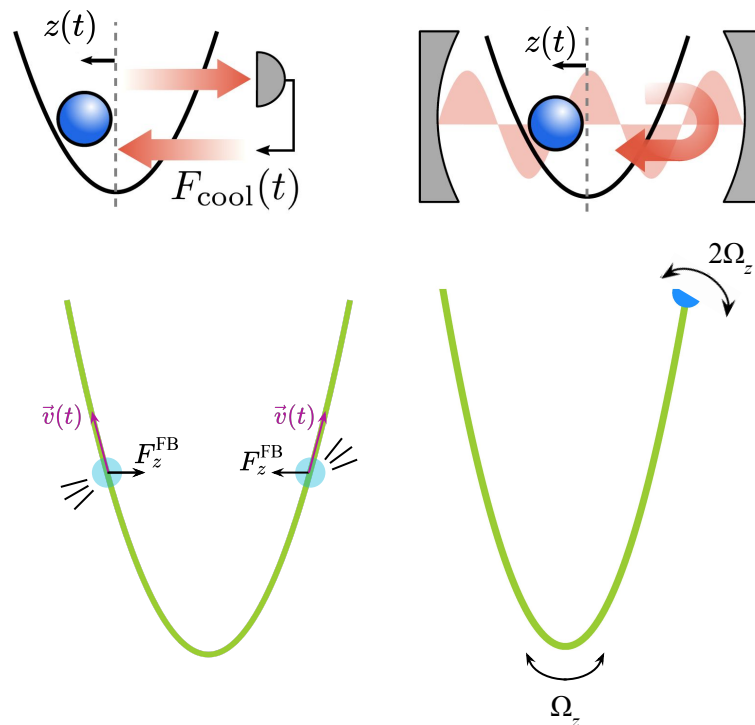 z(t)
F_cool(t)
z(t)
2Ω_z
v⃗(t)
F_z^FB
v⃗(t)
F_z^FB
Ω_z